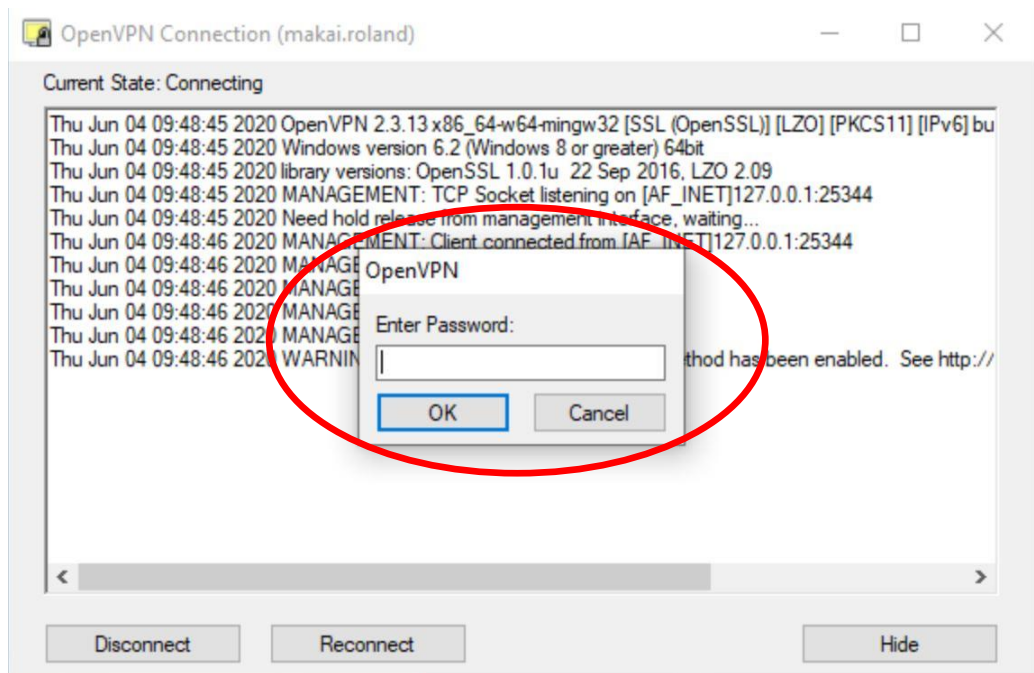 OpenVPN Connection (makai.roland)
Current State: Connecting
Thu Jun 04 09:48:45 2020 OpenVPN 2.3.13 x86_64-w64-mingw32 [SSL (OpenSSL)] [LZO] [PKCS11] [IPv6] bu
Thu Jun 04 09:48:45 2020 Windows version 6.2 (Windows 8 or greater) 64bit
Thu Jun 04 09:48:45 2020 library versions: OpenSSL 1.0.1u 22 Sep 2016, LZO 2.09
Thu Jun 04 09:48:45 2020 MANAGEMENT: TCP Socket listening on [AF_INET]127.0.0.1:25344
Thu Jun 04 09:48:45 2020 Need hold release from management interface, waiting...
Thu Jun 04 09:48:46 2020 MANAGEMENT: Client connected from [AF_INET]127.0.0.1:25344
Thu Jun 04 09:48:46 2020 MANAGE
Thu Jun 04 09:48:46 2020 MANAGE
Thu Jun 04 09:48:46 2020 MANAGE
Thu Jun 04 09:48:46 2020 MANAGE
Thu Jun 04 09:48:46 2020 WARNIN thod has been enabled. See http://
OpenVPN
Enter Password:
OK Cancel
Disconnect Reconnect Hide